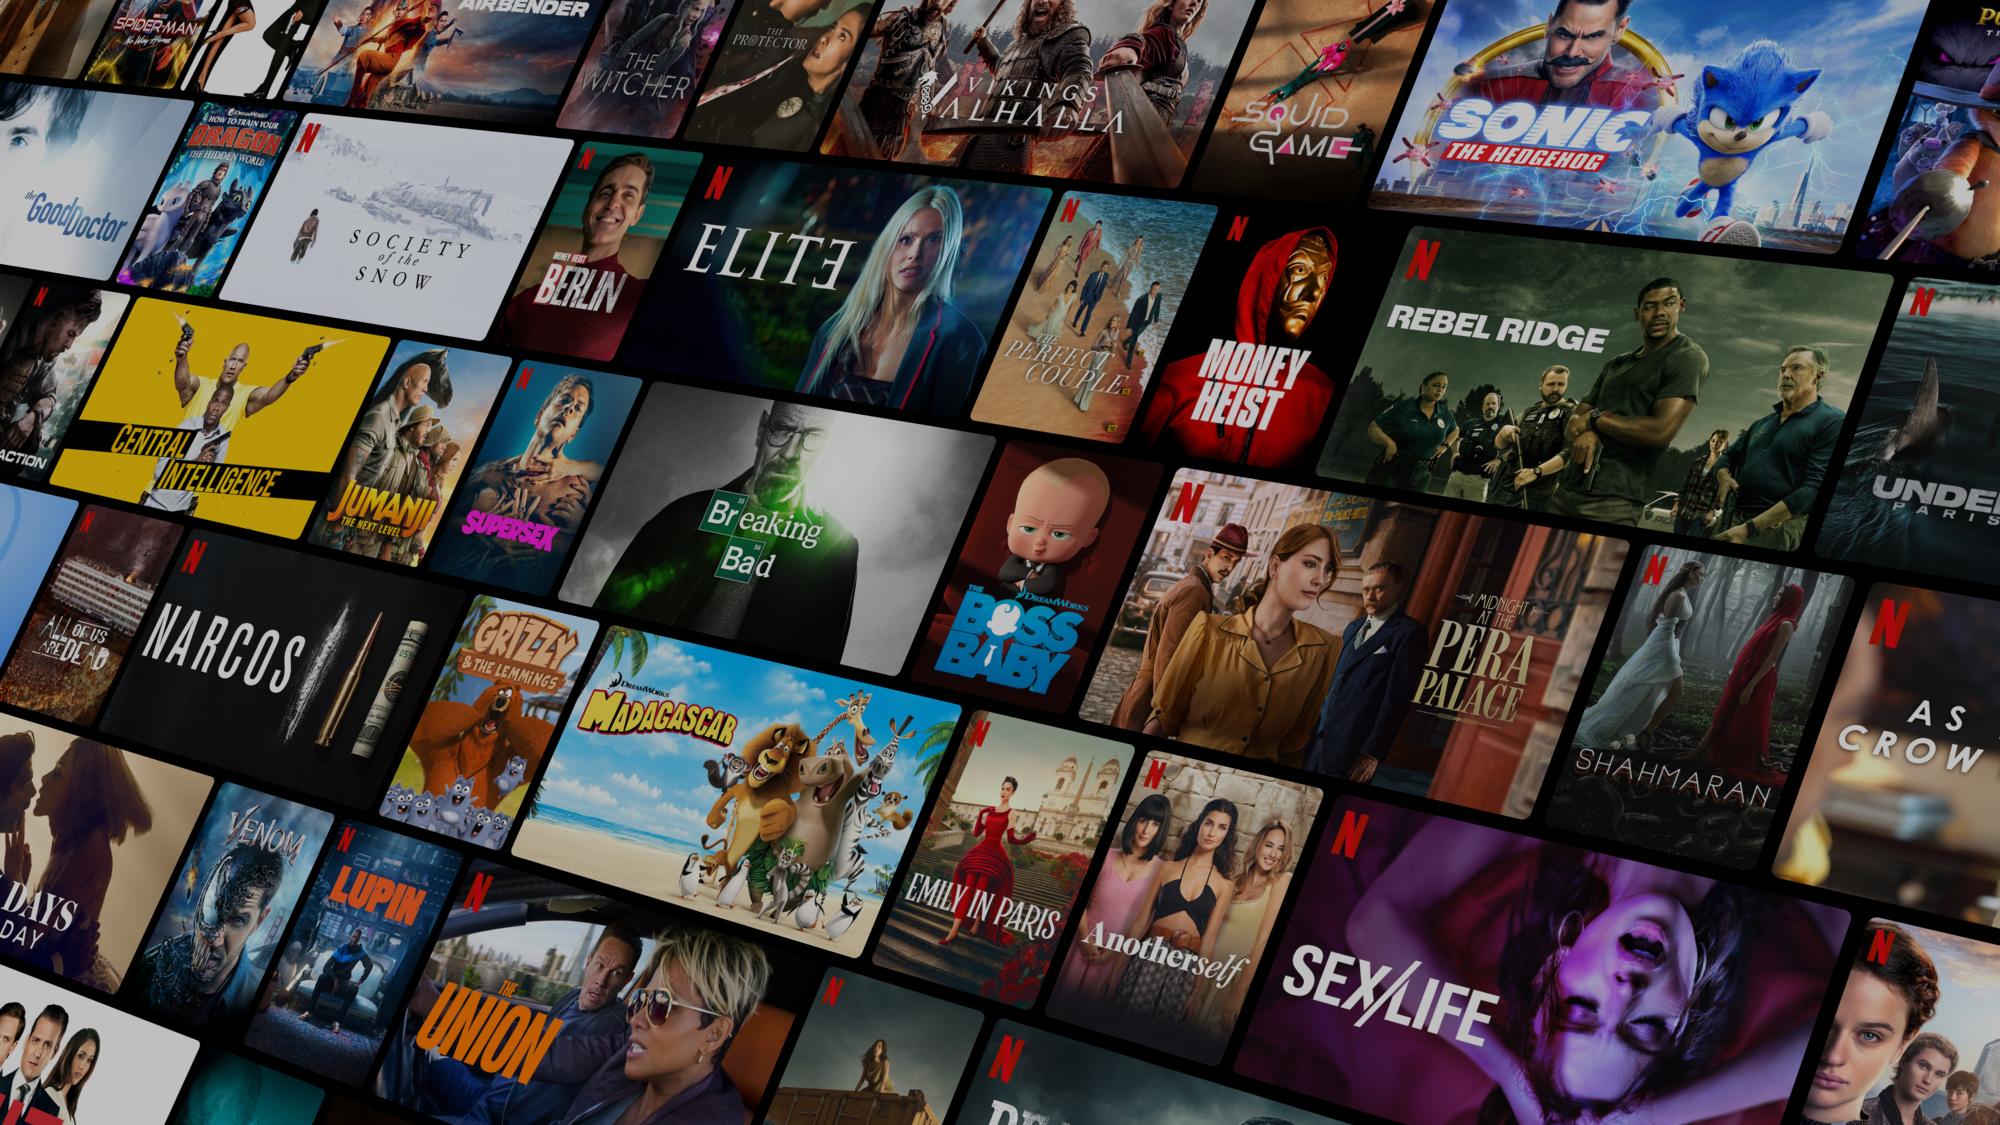 SPIDER-MAN
No Way Home
AIRBENDER
THE
WITCHER
THE
PROTECTOR
VIKINGS
VALHALLA
SQUID
GAME
SONIC
THE HEDGEHOG
the
Good Doctor
DREAMWORKS
HOW TO TRAIN YOUR
DRAGON
THE HIDDEN WORLD
N
SOCIETY
of the
SNOW
N
MONEY HEIST
BERLIN
N
ELITE
N
THE
PERFECT
COUPLE
N
MONEY
HEIST
N
REBEL RIDGE
N
UNDE
PARIS
N
ACTION
CENTRAL
INTELLIGENCE
JUMANJI
THE NEXT LEVEL
N
SUPERSEX
35
Breaking
56
Bad
THE
DREAMWORKS
BOSS
BABY
N
MIDNIGHT
AT THE
PERA
PALACE
N
SHAHMARAN
N
AS
CROW
N
ALL OF US
ARE DEAD
N
NARCOS
GRIZZY
& THE LEMMINGS
DREAMWORKS
MADAGASCAR
N
EMILY IN PARIS
N
Anotherself
N
SEX/LIFE
N
DAYS
DAY
VENOM
N
LUPIN
N
THE
UNION
N
N